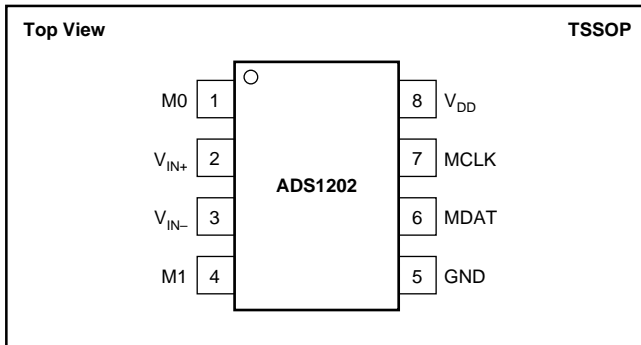 Top View TSSOP
M0 1 8 V_DD
V_IN+ 2 7 MCLK
ADS1202
V_IN– 3 6 MDAT
M1 4 5 GND